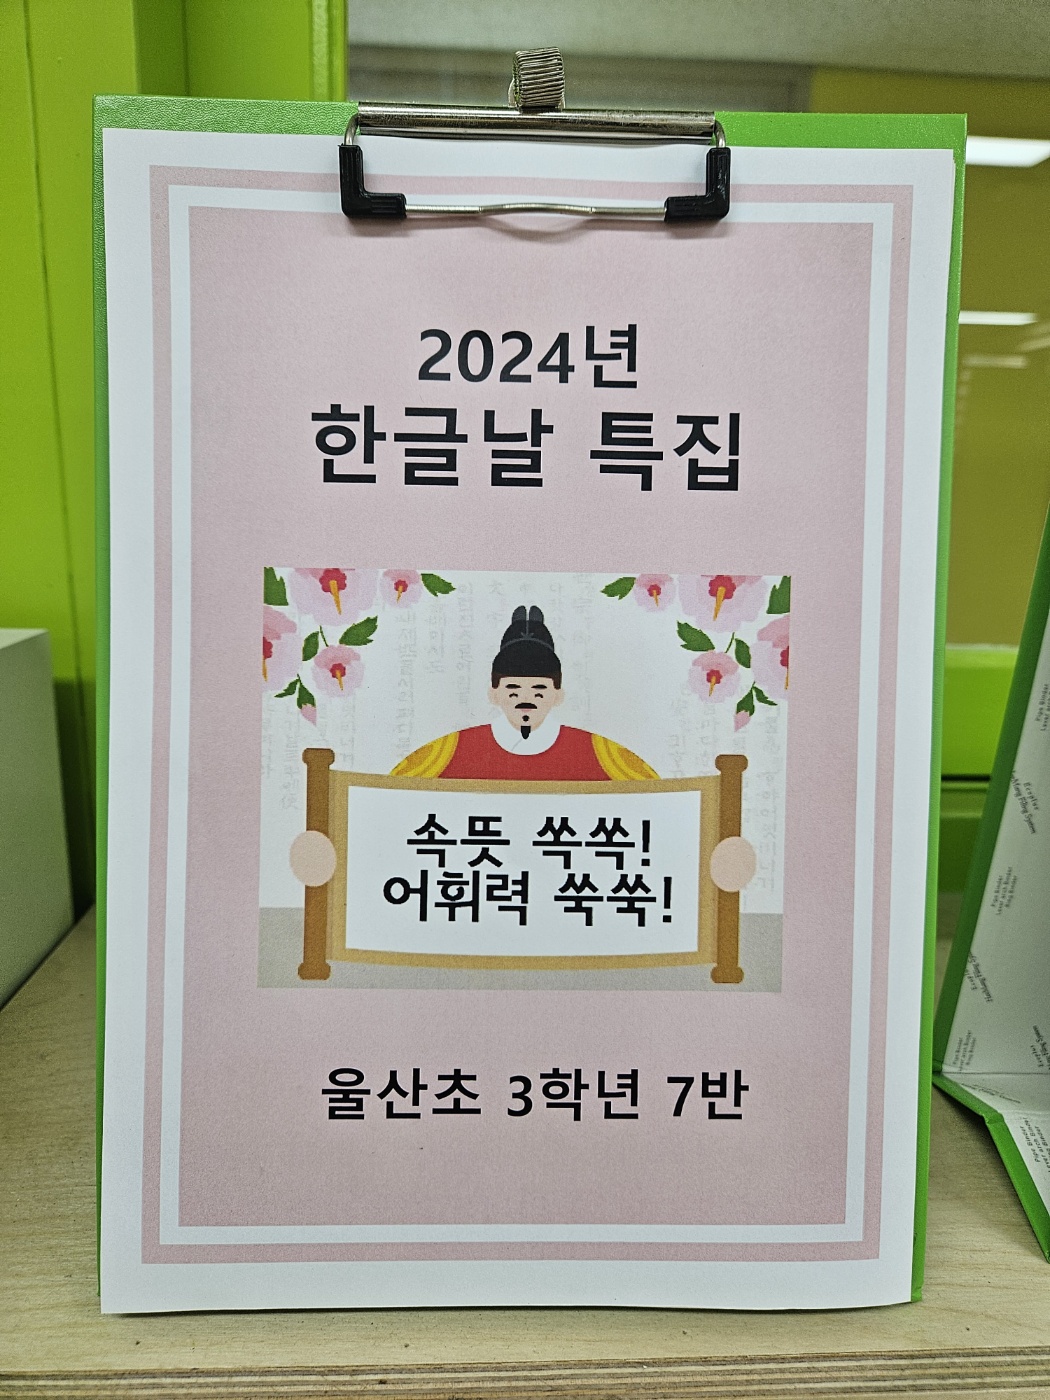 2024년
한글날 특집
속뜻 쏙쏙!
어휘력 쑥쑥!
울산초 3학년 7반